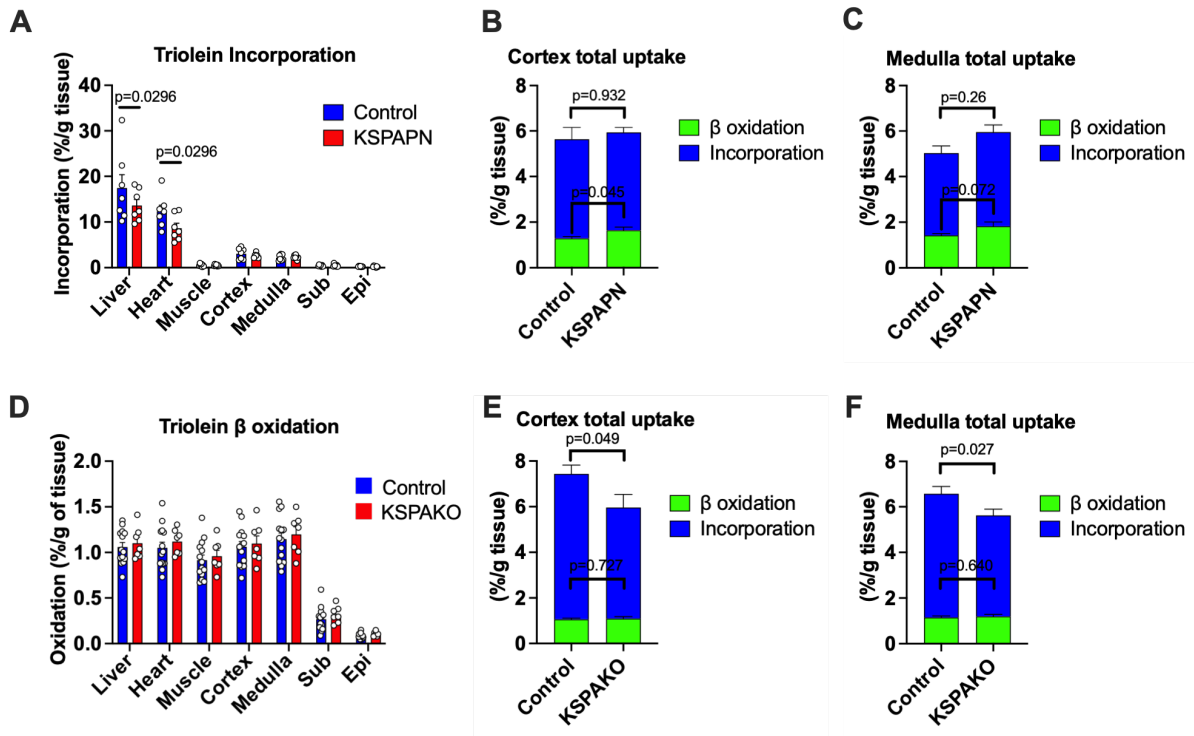 A
Triolein Incorporation
Incorporation (%/g tissue)
40
30
20
10
0
p=0.0296
p=0.0296
Control
KSPAPN
Liver
Heart
Muscle
Cortex
Medulla
Sub
Epi
B
Cortex total uptake
(%/g tissue)
8
6
4
2
0
p=0.932
p=0.045
β oxidation
Incorporation
Control
KSPAPN
C
Medulla total uptake
(%/g tissue)
8
6
4
2
0
p=0.26
p=0.072
β oxidation
Incorporation
Control
KSPAPN
D
Triolein β oxidation
Oxidation (%/g of tissue)
2.0
1.5
1.0
0.5
0.0
Control
KSPAKO
Liver
Heart
Muscle
Cortex
Medulla
Sub
Epi
E
Cortex total uptake
(%/g tissue)
8
6
4
2
0
p=0.049
p=0.727
β oxidation
Incorporation
Control
KSPAKO
F
Medulla total uptake
(%/g tissue)
8
6
4
2
0
p=0.027
p=0.640
β oxidation
Incorporation
Control
KSPAKO